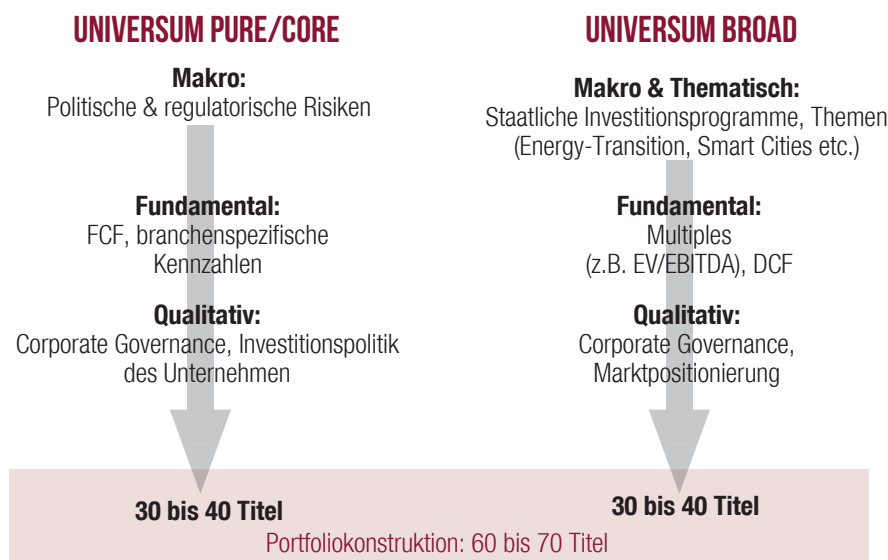 UNIVERSUM PURE/CORE
Makro:
Politische & regulatorische Risiken
Fundamental:
FCF, branchenspezifische
Kennzahlen
Qualitativ:
Corporate Governance, Investitionspolitik
des Unternehmen
30 bis 40 Titel
UNIVERSUM BROAD
Makro & Thematisch:
Staatliche Investitionsprogramme, Themen
(Energy-Transition, Smart Cities etc.)
Fundamental:
Multiples
(z.B. EV/EBITDA), DCF
Qualitativ:
Corporate Governance,
Marktpositionierung
30 bis 40 Titel
Portfoliokonstruktion: 60 bis 70 Titel